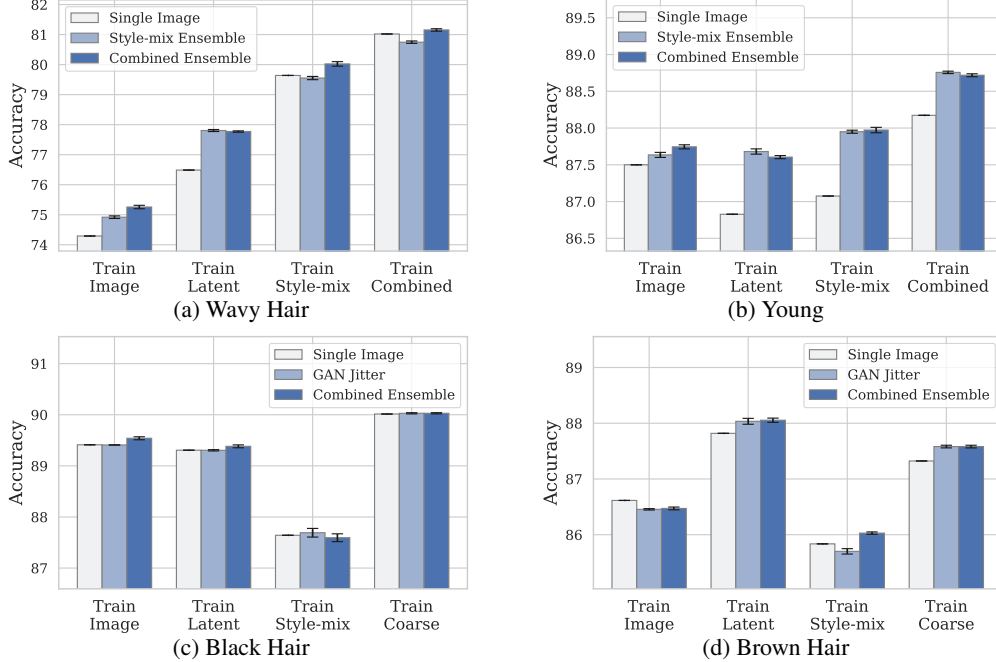 82
81
80
79
78
77
76
75
74
Accuracy
Single Image
Style-mix Ensemble
Combined Ensemble
Train Image
Train Latent
Train Style-mix
Train Combined
(a) Wavy Hair
89.5
89.0
88.5
88.0
87.5
87.0
86.5
Accuracy
Single Image
Style-mix Ensemble
Combined Ensemble
Train Image
Train Latent
Train Style-mix
Train Combined
(b) Young
91
90
89
88
87
Accuracy
Single Image
GAN Jitter
Combined Ensemble
Train Image
Train Latent
Train Style-mix
Train Coarse
(c) Black Hair
89
88
87
86
Accuracy
Single Image
GAN Jitter
Combined Ensemble
Train Image
Train Latent
Train Style-mix
Train Coarse
(d) Brown Hair